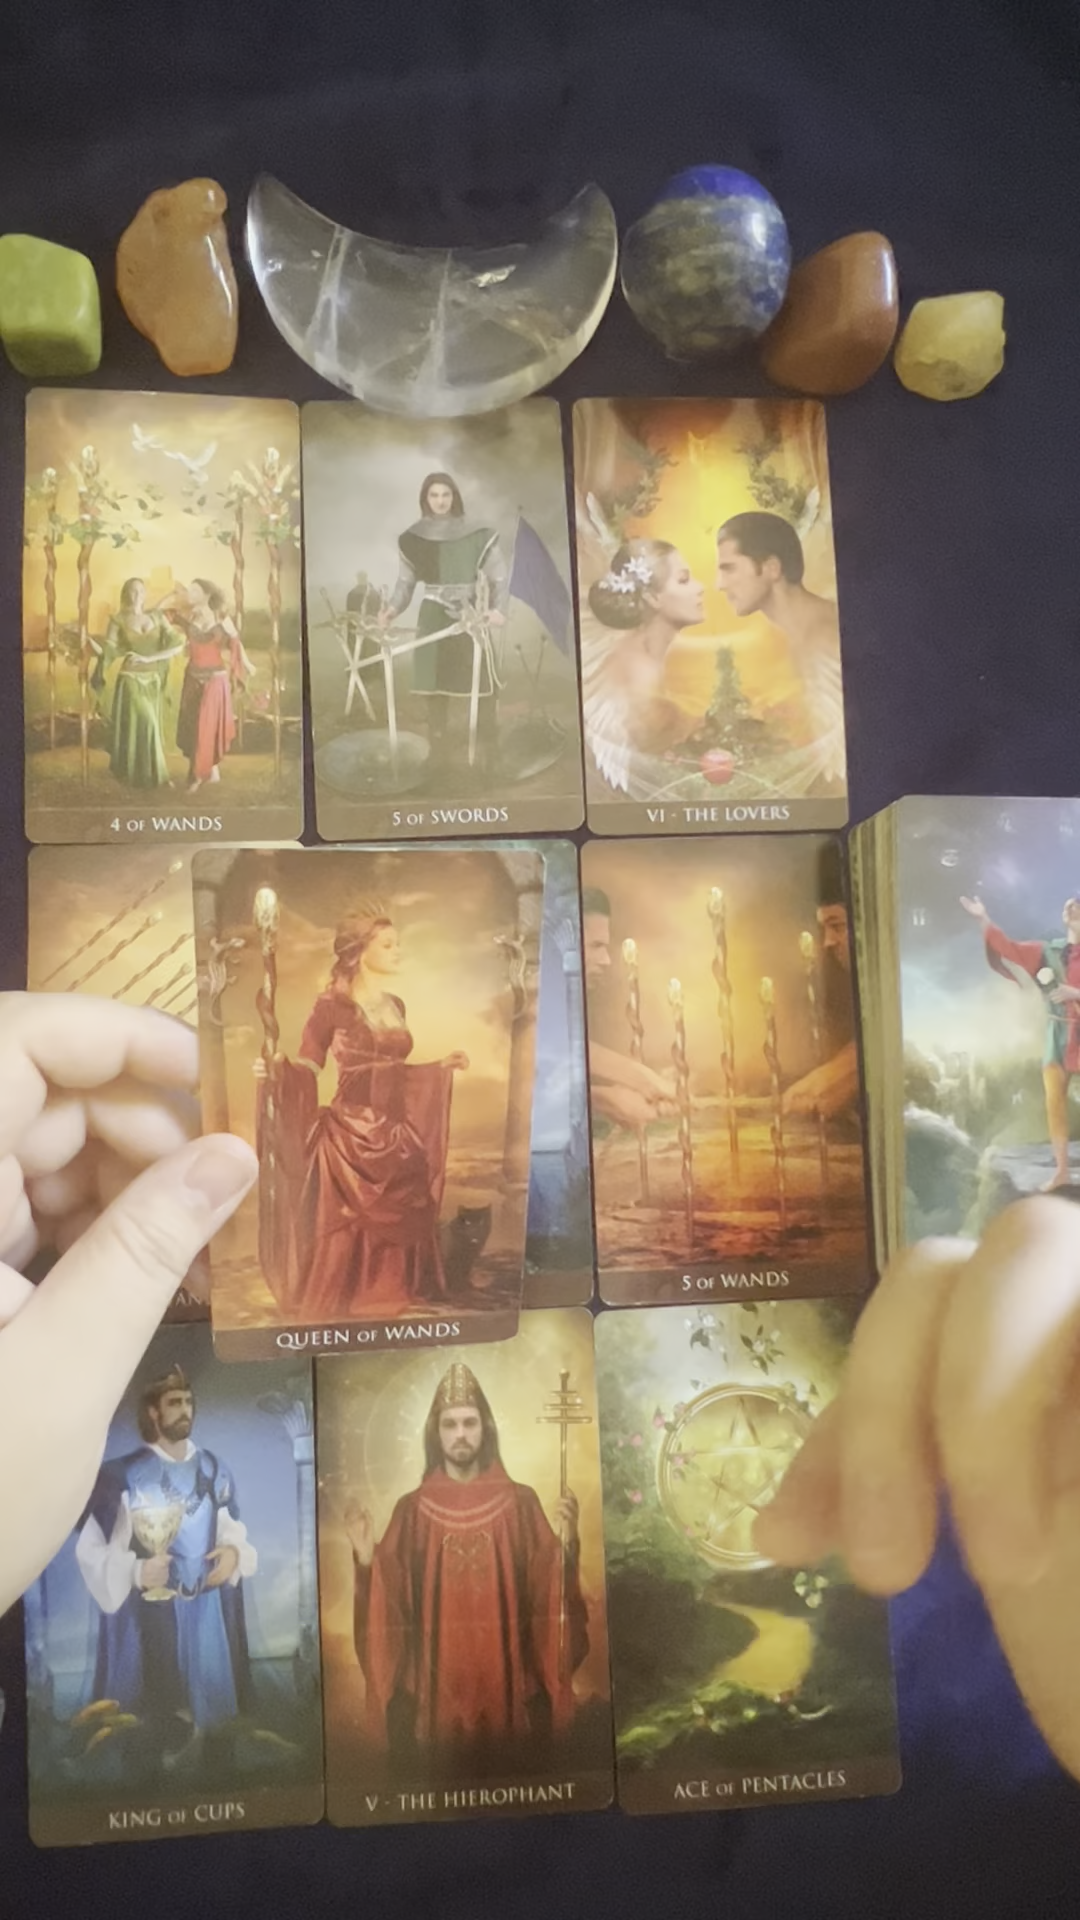 4 OF WANDS
5 OF SWORDS
VI - THE LOVERS
5 OF WANDS
QUEEN OF WANDS
KING OF CUPS
V - THE HIEROPHANT
ACE OF PENTACLES